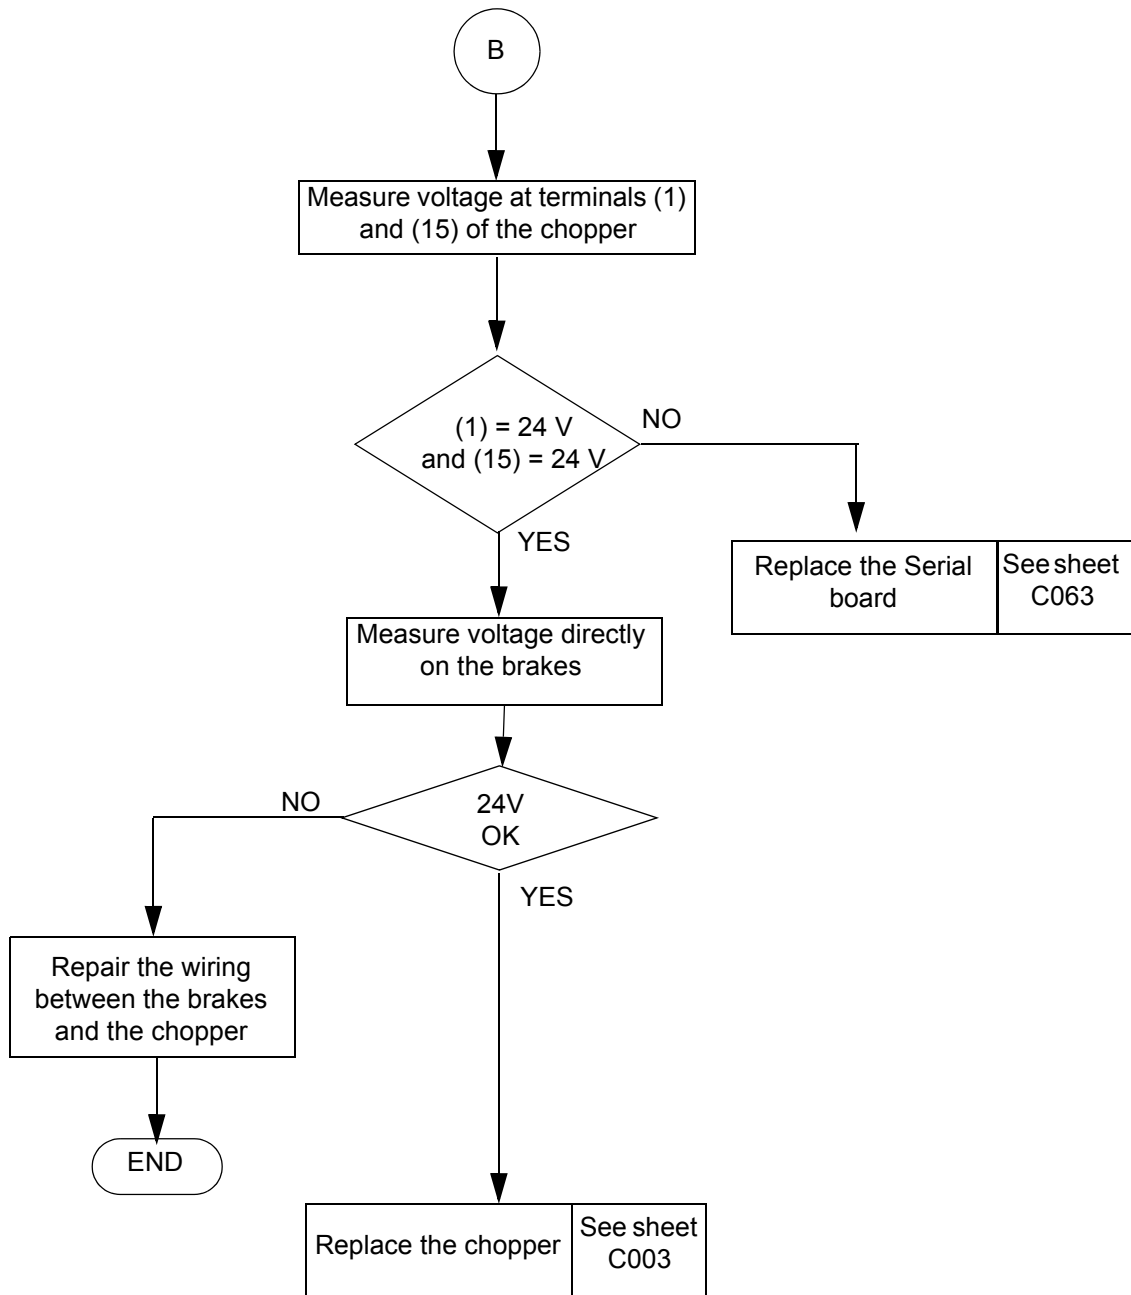 B
Measure voltage at terminals (1)
and (15) of the chopper
(1) = 24 V
and (15) = 24 V
NO
YES
Replace the Serial
board
See sheet
C063
Measure voltage directly
on the brakes
24V
OK
NO
YES
Repair the wiring
between the brakes
and the chopper
END
Replace the chopper
See sheet
C003